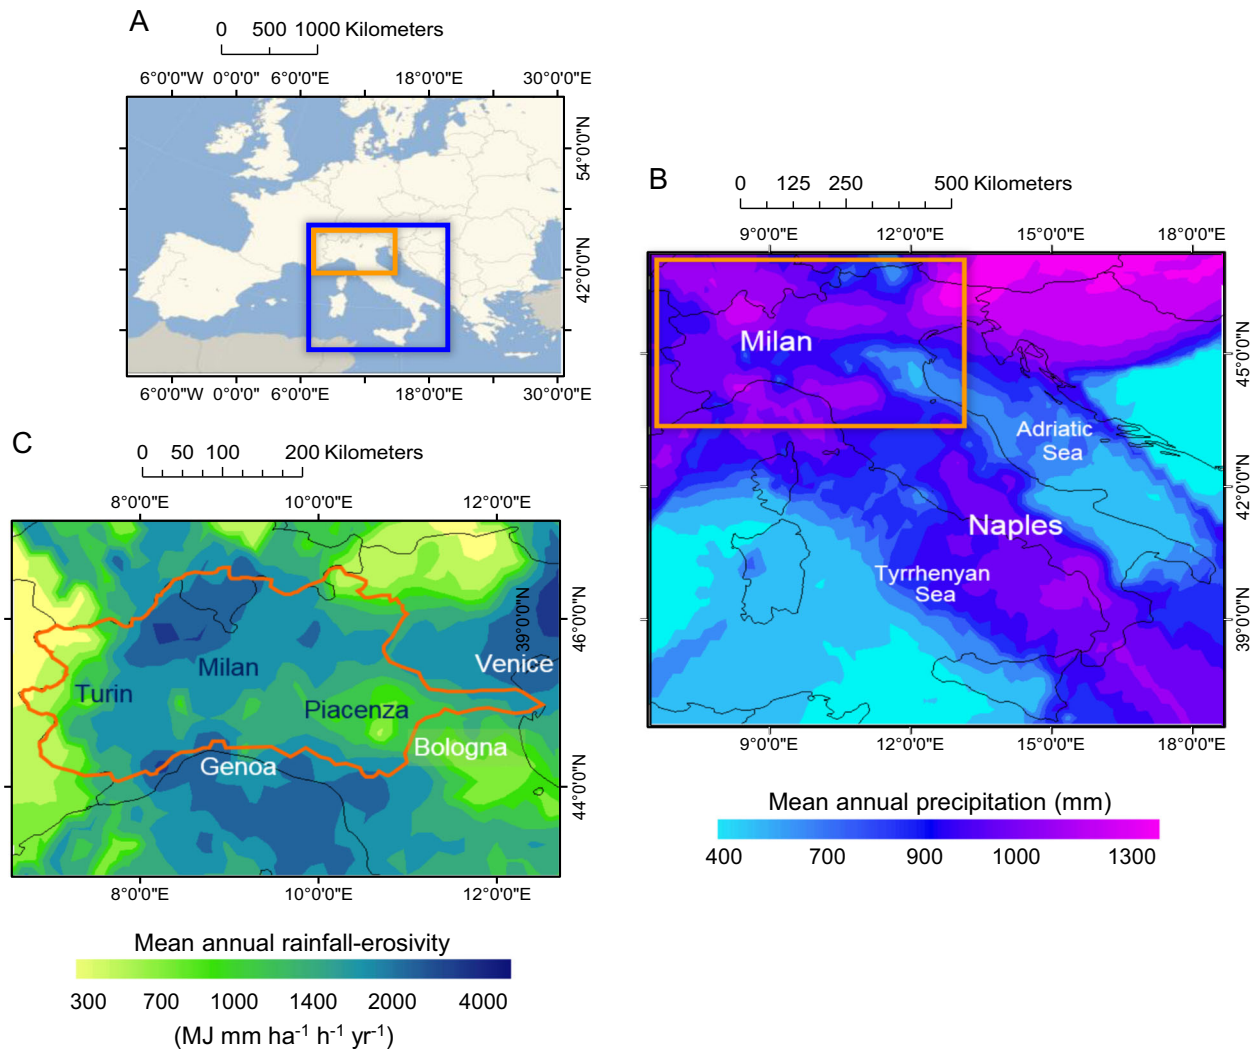 A
0 500 1000 Kilometers
6°0'0"W 0°0'0" 6°0'0"E 18°0'0"E 30°0'0"E
54°0'0"N
42°0'0"N
6°0'0"W 0°0'0" 6°0'0"E 18°0'0"E 30°0'0"E
B
0 125 250 500 Kilometers
9°0'0"E 12°0'0"E 15°0'0"E 18°0'0"E
Milan
45°0'0"N
Adriatic
Sea
42°0'0"N
Naples
Tyrrhenyan
Sea
39°0'0"N
9°0'0"E 12°0'0"E 15°0'0"E 18°0'0"E
Mean annual precipitation (mm)
400 700 900 1000 1300
C
0 50 100 200 Kilometers
8°0'0"E 10°0'0"E 12°0'0"E
39°0'0"N
46°0'0"N
Milan
Venice
Turin
Piacenza
Bologna
Genoa
44°0'0"N
8°0'0"E 10°0'0"E 12°0'0"E
Mean annual rainfall-erosivity
300 700 1000 1400 2000 4000
(MJ mm ha⁻¹ h⁻¹ yr⁻¹)